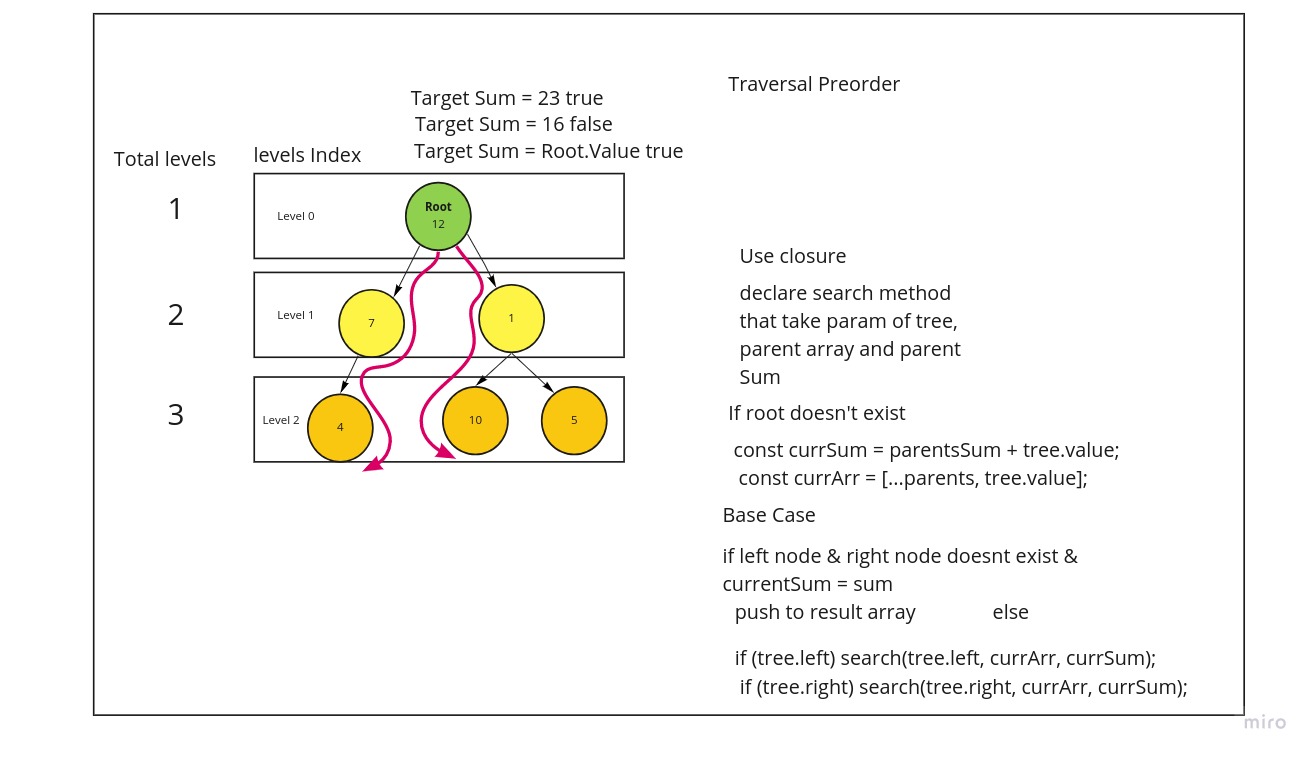 Target Sum = 23 true
Target Sum = 16 false
Target Sum = Root.Value true
Total levels
levels Index
1
Level 0
Root
12
2
Level 1
7
1
3
Level 2
4
10
5
Traversal Preorder
Use closure
declare search method
that take param of tree,
parent array and parent
Sum
If root doesn't exist
const currSum = parentsSum + tree.value;
const currArr = [...parents, tree.value];
Base Case
if left node & right node doesnt exist &
currentSum = sum
push to result array else
if (tree.left) search(tree.left, currArr, currSum);
if (tree.right) search(tree.right, currArr, currSum);
miro